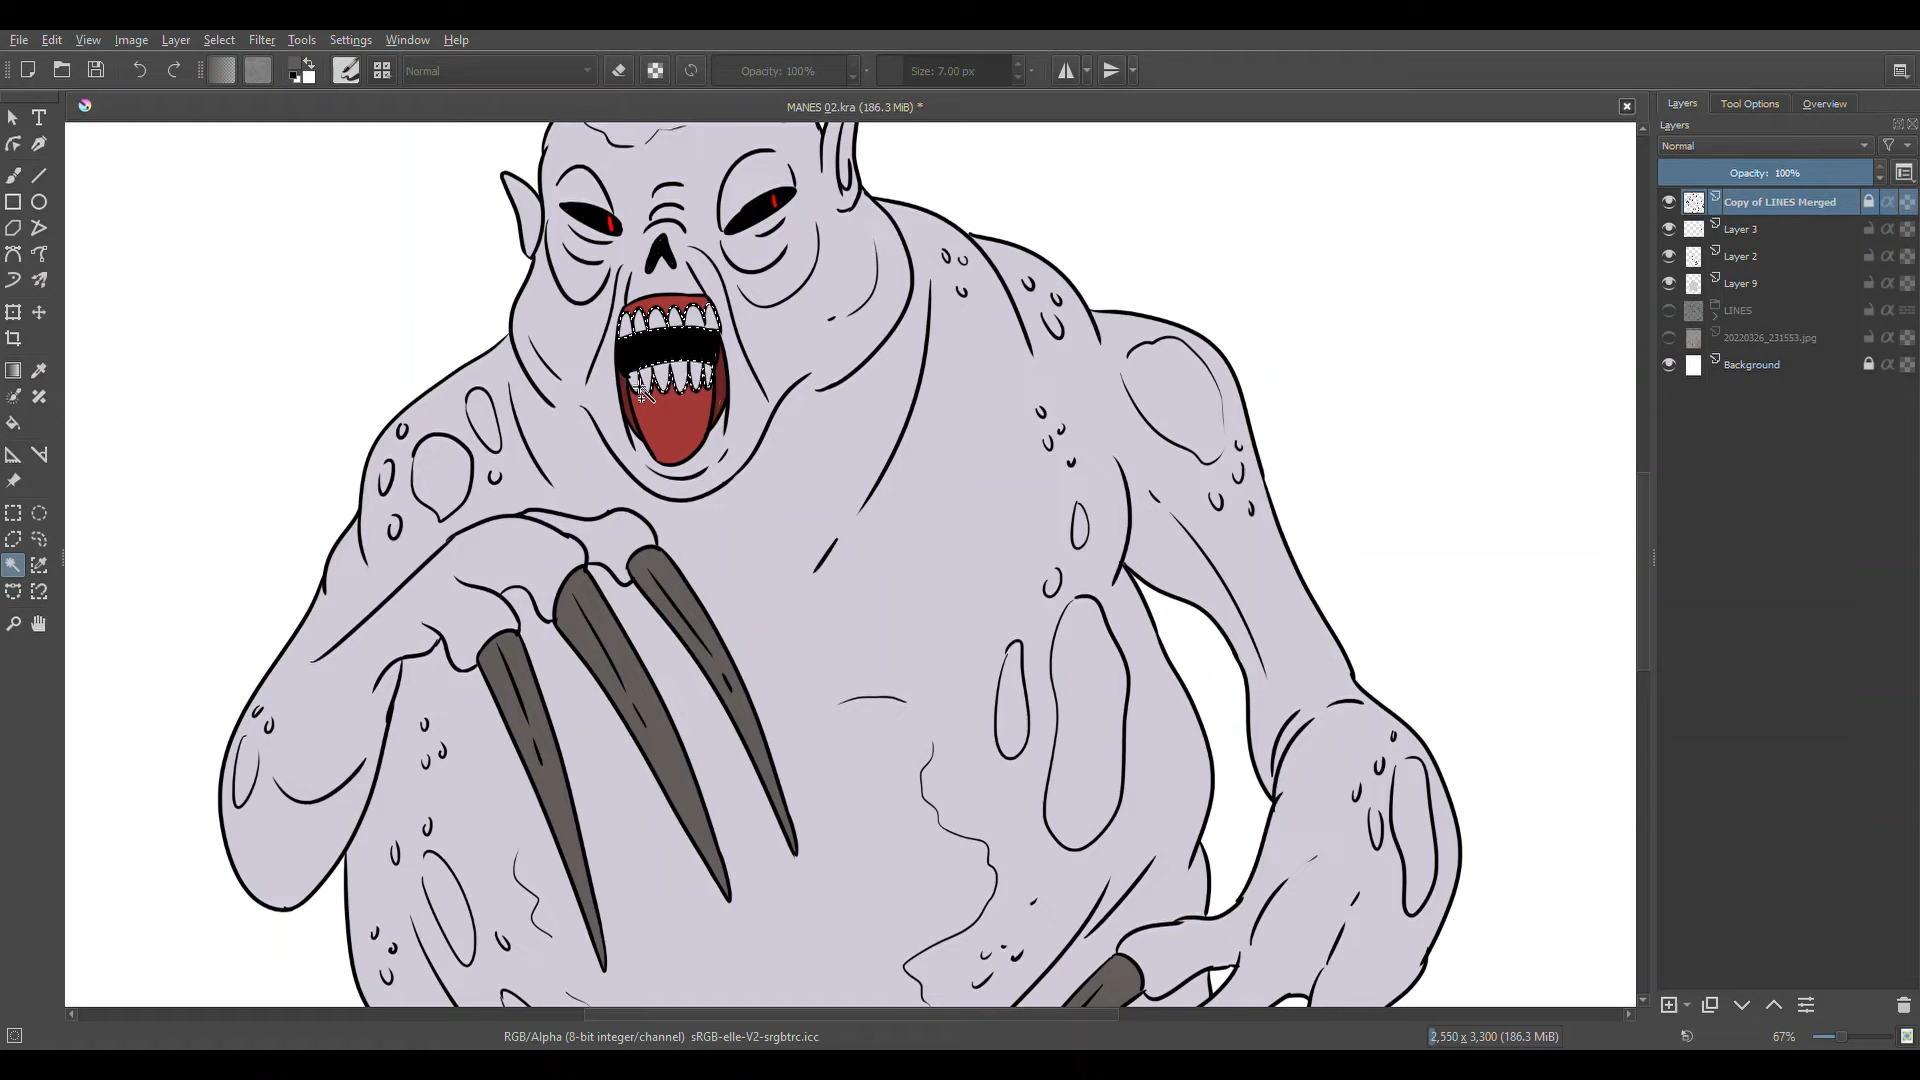 File Edit View Image Layer Select Filter Tools Settings Window Help
Normal Opacity: 100% Size: 7.00 px
MANES 02.kra (186.3 MiB) *
Layers Tool Options Overview
Layers
Normal
Opacity: 100%
Copy of LINES Merged
Layer 3
Layer 2
Layer 9
LINES
20220326_231553.jpg
Background
RGB/Alpha (8-bit integer/channel) sRGB-elle-V2-srgbtrc.icc 2,550 x 3,300 (186.3 MiB) 67%